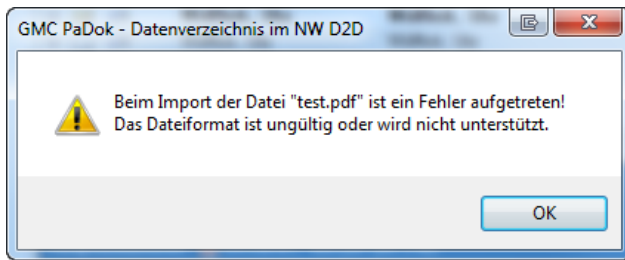 GMC PaDok - Datenverzeichnis im NW D2D
Beim Import der Datei "test.pdf" ist ein Fehler aufgetreten!
Das Dateiformat ist ungültig oder wird nicht unterstützt.
OK